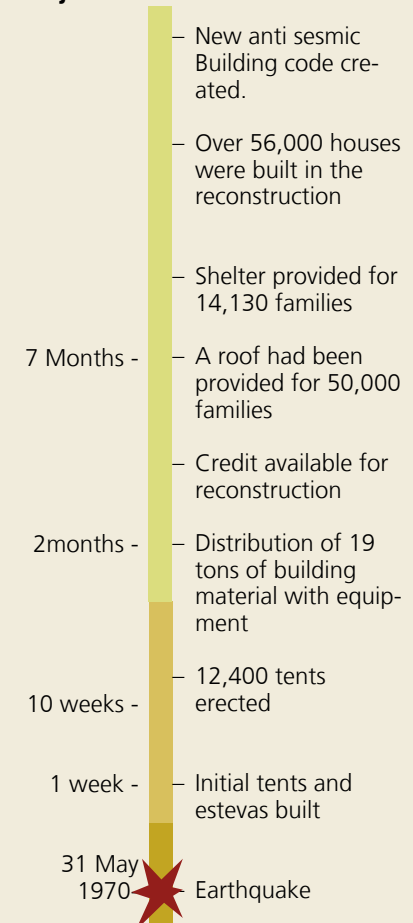 – New anti sesmic
Building code cre-
ated.
– Over 56,000 houses
were built in the
reconstruction
– Shelter provided for
14,130 families
7 Months - – A roof had been
provided for 50,000
families
– Credit available for
reconstruction
2months - – Distribution of 19
tons of building
material with equip-
ment
– 12,400 tents
10 weeks - erected
1 week - – Initial tents and
estevas built
31 May
1970 – Earthquake